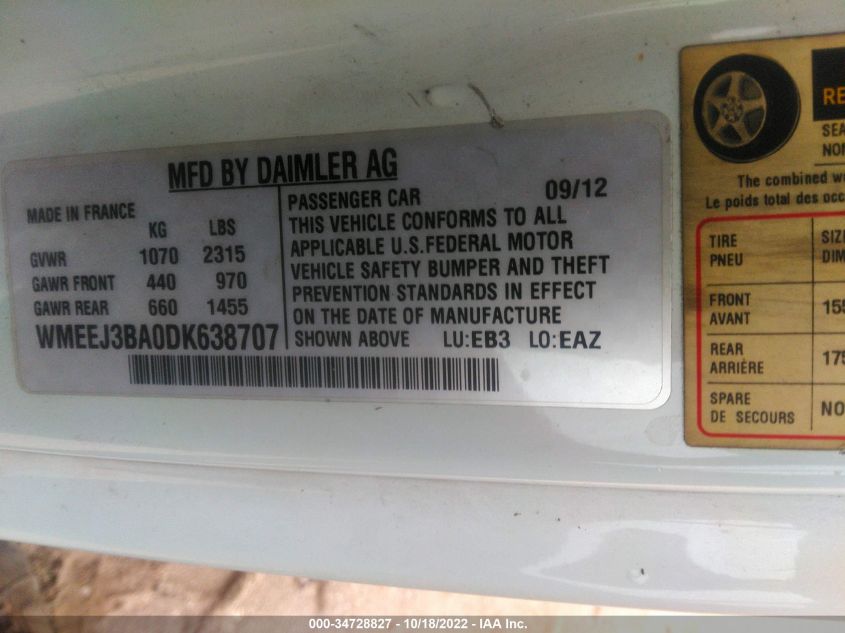 MFD BY DAIMLER AG
MADE IN FRANCE
KG LBS
GVWR 1070 2315
GAWR FRONT 440 970
GAWR REAR 660 1455
WMEEJ3BA0DK638707
PASSENGER CAR 09/12
THIS VEHICLE CONFORMS TO ALL
APPLICABLE U.S.FEDERAL MOTOR
VEHICLE SAFETY BUMPER AND THEFT
PREVENTION STANDARDS IN EFFECT
ON THE DATE OF MANUFACTURE
SHOWN ABOVE LU:EB3 LO:EAZ
The combined
Le poids total des
TIRE
PNEU
FRONT
AVANT
REAR
ARRIÈRE
SPARE
DE SECOURS
000-34728827 - 10/18/2022 - IAA Inc.